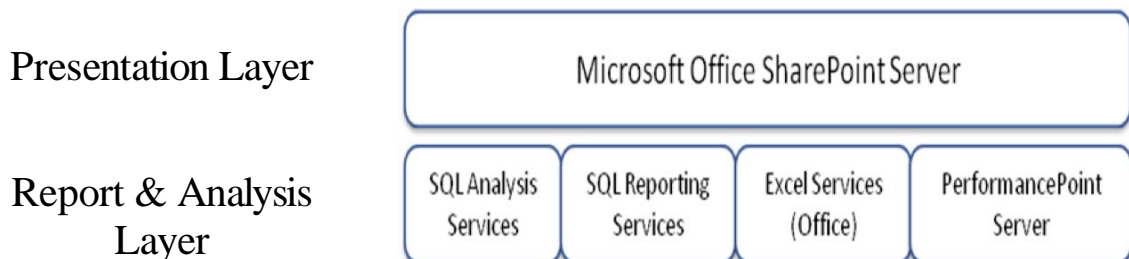 Presentation Layer
Microsoft Office SharePoint Server
Report & Analysis
Layer
SQL Analysis
Services
SQL Reporting
Services
Excel Services
(Office)
PerformancePoint
Server